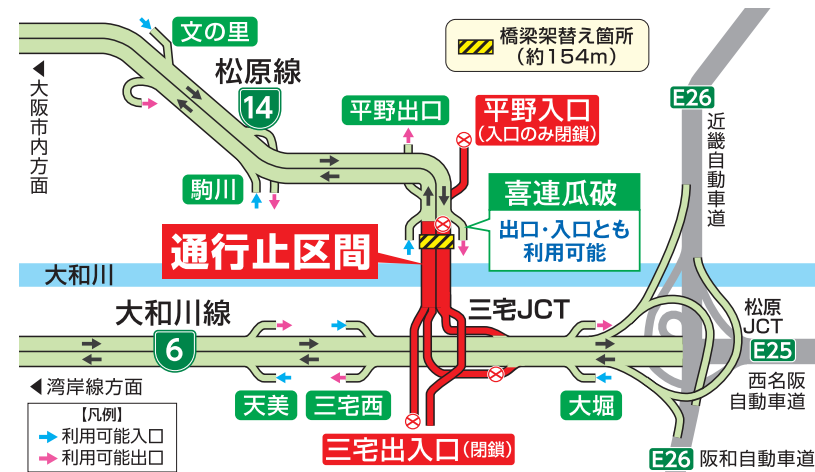 文の里
松原線
14
大阪市内方面
駒川
平野出口
橋梁架替え箇所
（約154m）
平野入口
(入口のみ閉鎖)
E26
近畿自動車道
喜連瓜破
出口・入口とも
利用可能
通行止区間
大和川
大和川線
6
三宅JCT
松原
JCT
E25
西名阪
自動車道
湾岸線方面
天美
三宅西
大堀
【凡例】
利用可能入口
利用可能出口
三宅出入口(閉鎖)
E26
阪和自動車道